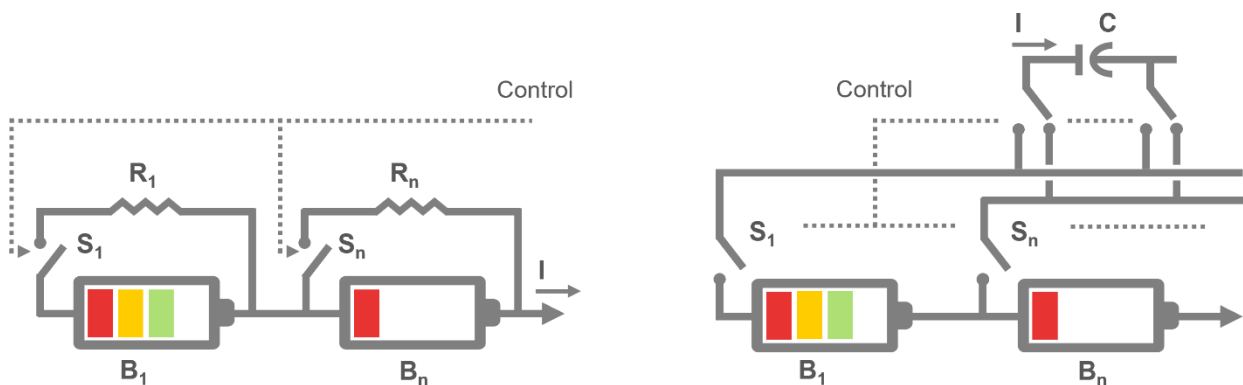 Control
R₁
Rₙ
S₁
Sₙ
I
B₁
Bₙ
I
C
Control
S₁
Sₙ
B₁
Bₙ